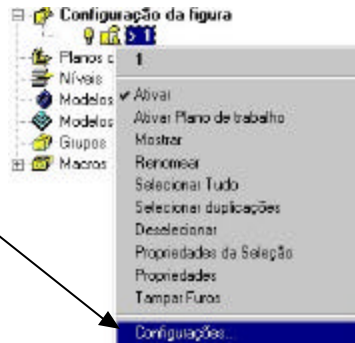 Configuração da figura
> 1
Planos
1
Níveis
Modelos
Ativar
Modelos
Ativar Plano de trabalho
Grupos
Mostrar
Macros
Renomear
Selecionar Tudo
Selecionar duplicações
Deselecionar
Propriedades da Seleção
Propriedades
Tampar Furos
Configurações...